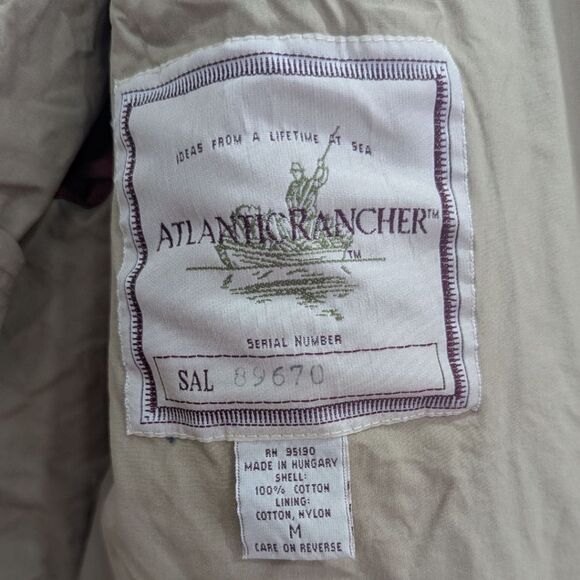 IDEAS FROM A LIFETIME AT SEA
ATLANTIC RANCHER™
™
SERIAL NUMBER
SAL 89670
RN 95190
MADE IN HUNGARY
SHELL:
100% COTTON
LINING:
COTTON, NYLON
M
CARE ON REVERSE